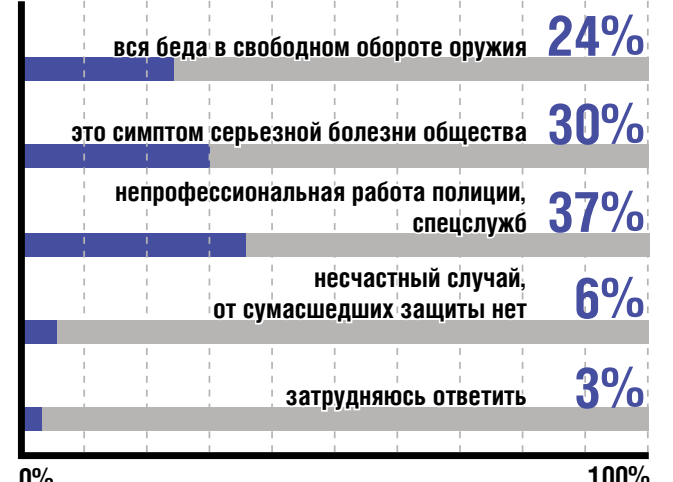 вся беда в свободном обороте оружия 24%
это симптом серьезной болезни общества 30%
непрофессиональная работа полиции,
спецслужб 37%
несчастный случай,
от сумасшедших защиты нет 6%
затрудняюсь ответить 3%
0% 100%